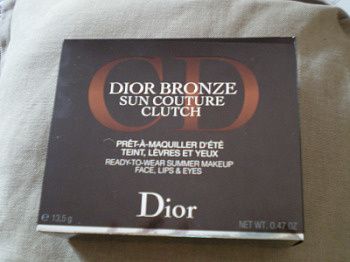 CD
DIOR BRONZE
SUN COUTURE
CLUTCH
PRÊT-À-MAQUILLER D'ÉTÉ
TEINT, LÈVRES ET YEUX
READY-TO-WEAR SUMMER MAKEUP
FACE, LIPS & EYES
Dior
e 13,5 g
NET WT. 0.47 OZ